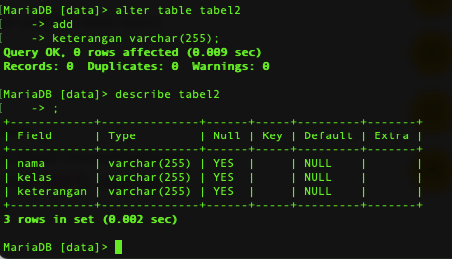 MariaDB [data]> alter table tabel2
[    -> add
[    -> keterangan varchar(255);
Query OK, 0 rows affected (0.009 sec)
Records: 0  Duplicates: 0  Warnings: 0

MariaDB [data]> describe tabel2
[    -> ;
+------------+--------------+------+-----+---------+-------+
| Field      | Type         | Null | Key | Default | Extra |
+------------+--------------+------+-----+---------+-------+
| nama       | varchar(255) | YES  |     | NULL    |       |
| kelas      | varchar(255) | YES  |     | NULL    |       |
| keterangan | varchar(255) | YES  |     | NULL    |       |
+------------+--------------+------+-----+---------+-------+
3 rows in set (0.002 sec)

MariaDB [data]>